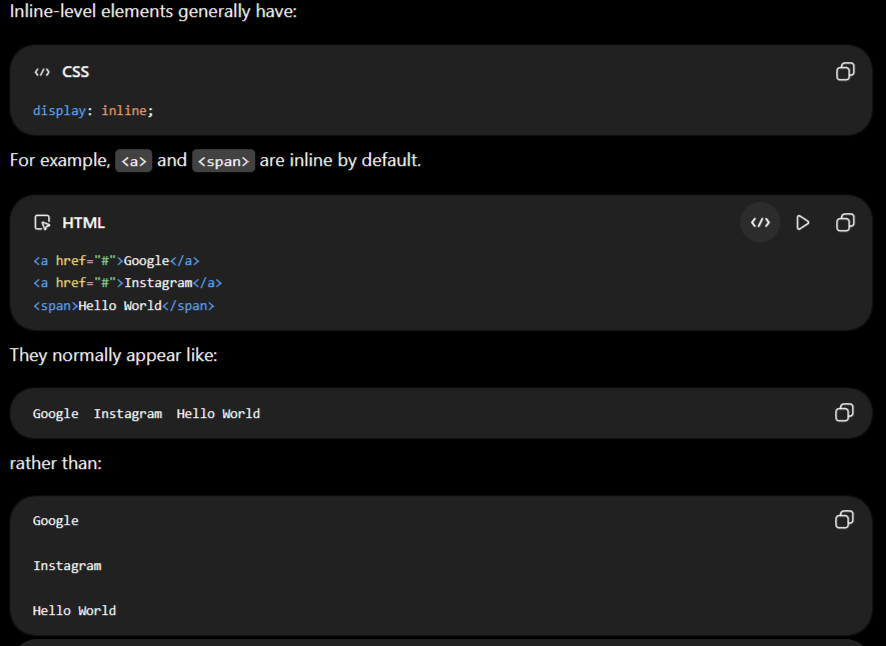 Inline-level elements generally have:
CSS
display: inline;
For example, <a> and <span> are inline by default.
HTML
<a href="#">Google</a>
<a href="#">Instagram</a>
<span>Hello World</span>
They normally appear like:
Google  Instagram  Hello World
rather than:
Google
Instagram
Hello World